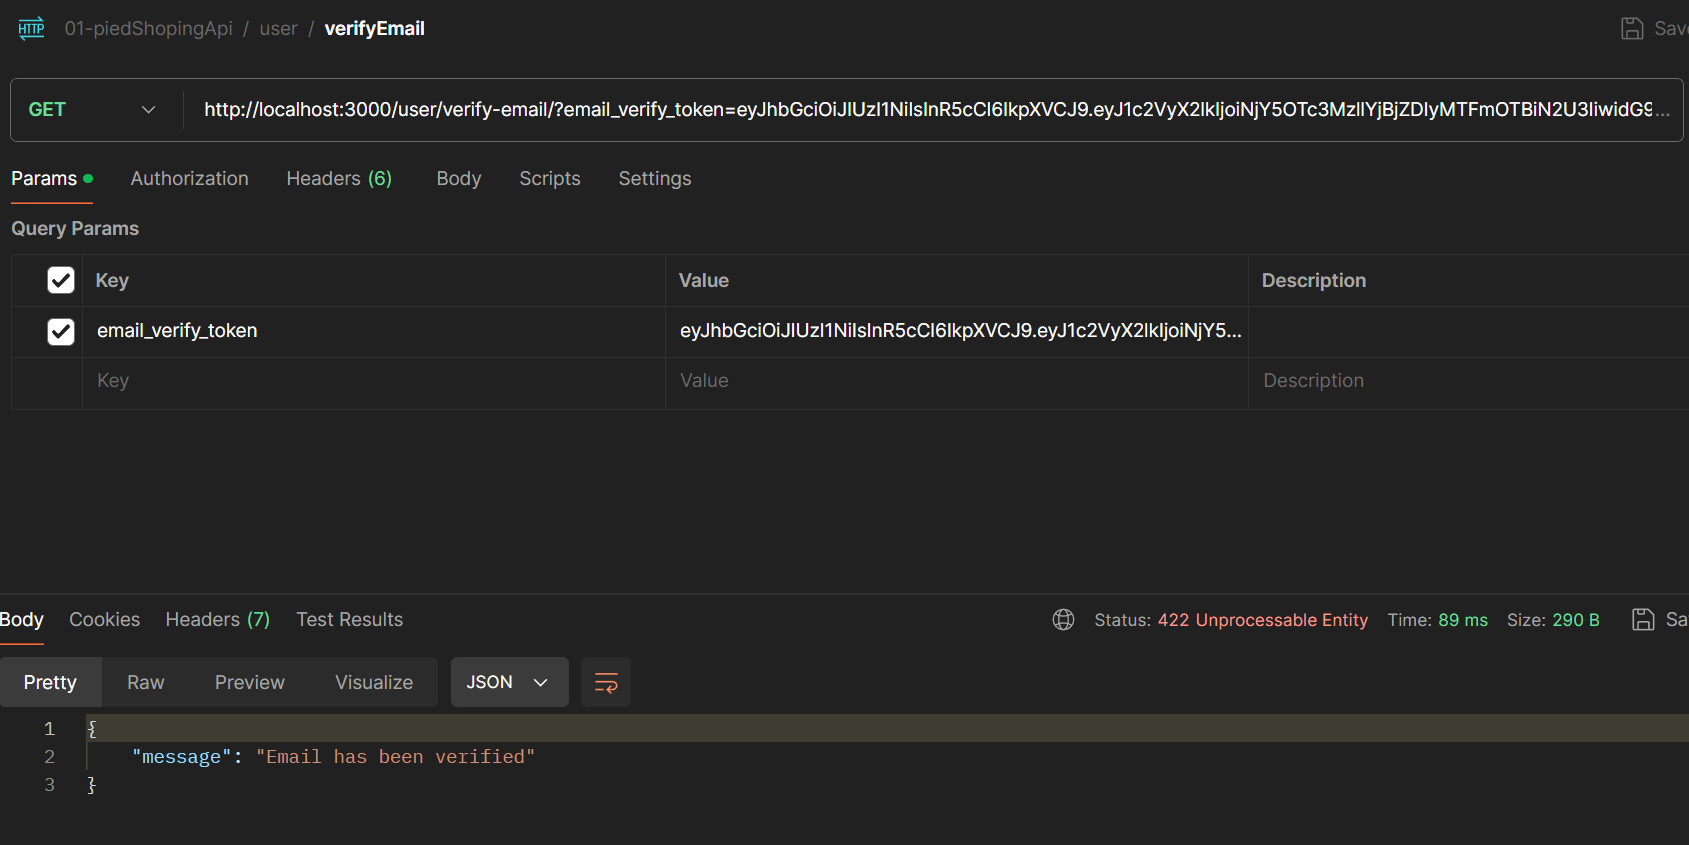 HTTP 01-piedShopingApi / user / verifyEmail Sav
GET http://localhost:3000/user/verify-email/?email_verify_token=eyJhbGciOiJIUzI1NiIsInR5cCI6IkpXVCJ9.eyJ1c2VyX2lkIjoiNjY5OTc3MzllYjBjZDIyMTFmOTBiN2U3IiwidG9...
Params Authorization Headers (6) Body Scripts Settings
Query Params
Key Value Description
email_verify_token eyJhbGciOiJIUzI1NiIsInR5cCI6IkpXVCJ9.eyJ1c2VyX2lkIjoiNjY5...
Key Value Description
Body Cookies Headers (7) Test Results Status: 422 Unprocessable Entity Time: 89 ms Size: 290 B Sa
Pretty Raw Preview Visualize JSON
1 {
2 "message": "Email has been verified"
3 }